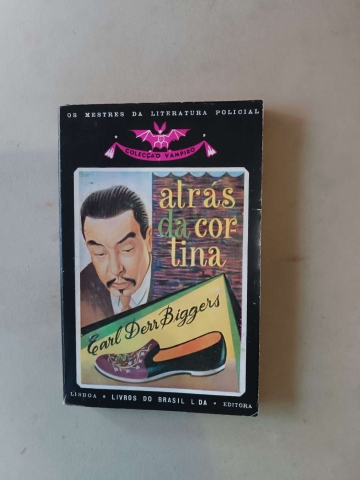 OS MESTRES DA LITERATURA POLICIAL
COLECÇÃO VAMPIRO
atrás
da cor-
tina
Earl Derr Biggers
LISBOA • LIVROS DO BRASIL L.DA • EDITORA